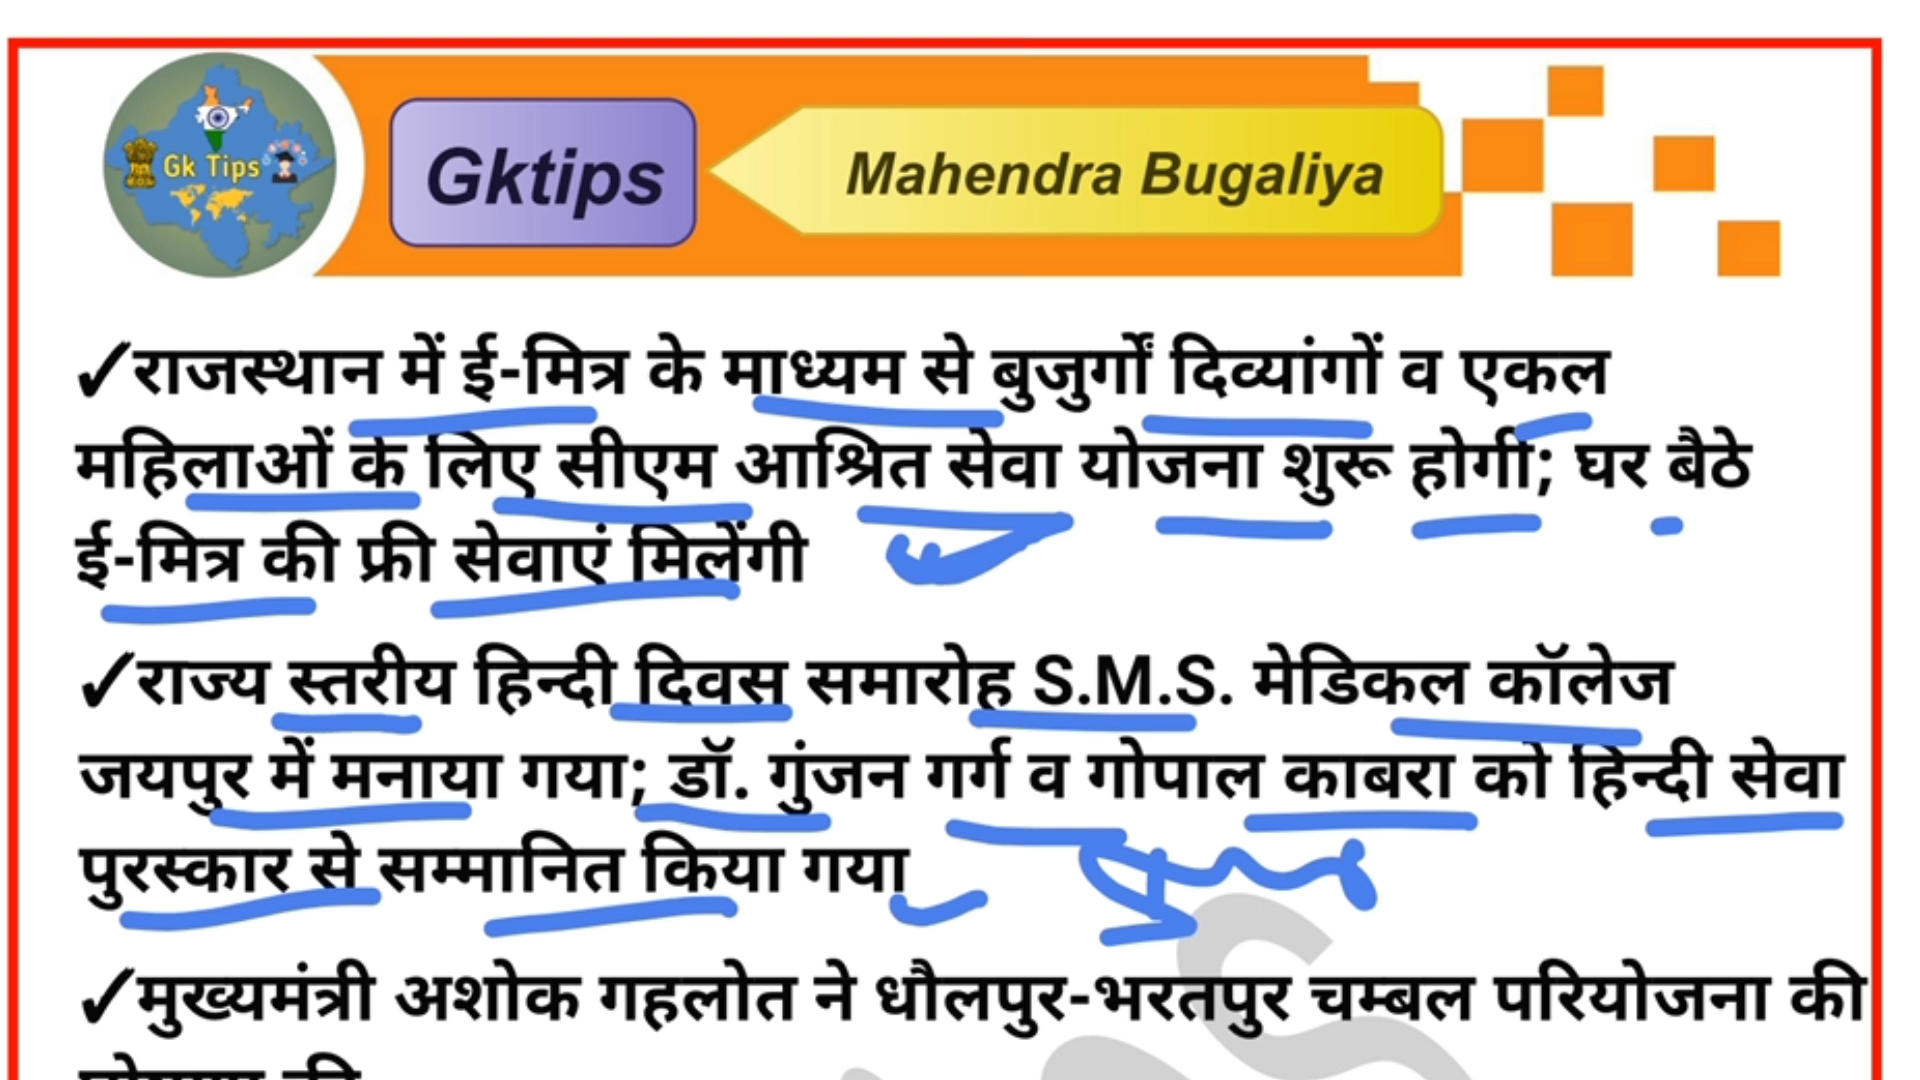 Gk Tips
Gktips
Mahendra Bugaliya
✓राजस्थान में ई-मित्र के माध्यम से बुजुर्गों दिव्यांगों व एकल
महिलाओं के लिए सीएम आश्रित सेवा योजना शुरू होगी; घर बैठे
ई-मित्र की फ्री सेवाएं मिलेंगी
✓राज्य स्तरीय हिन्दी दिवस समारोह S.M.S. मेडिकल कॉलेज
जयपुर में मनाया गया; डॉ. गुंजन गर्ग व गोपाल काबरा को हिन्दी सेवा
पुरस्कार से सम्मानित किया गया
✓मुख्यमंत्री अशोक गहलोत ने धौलपुर-भरतपुर चम्बल परियोजना की